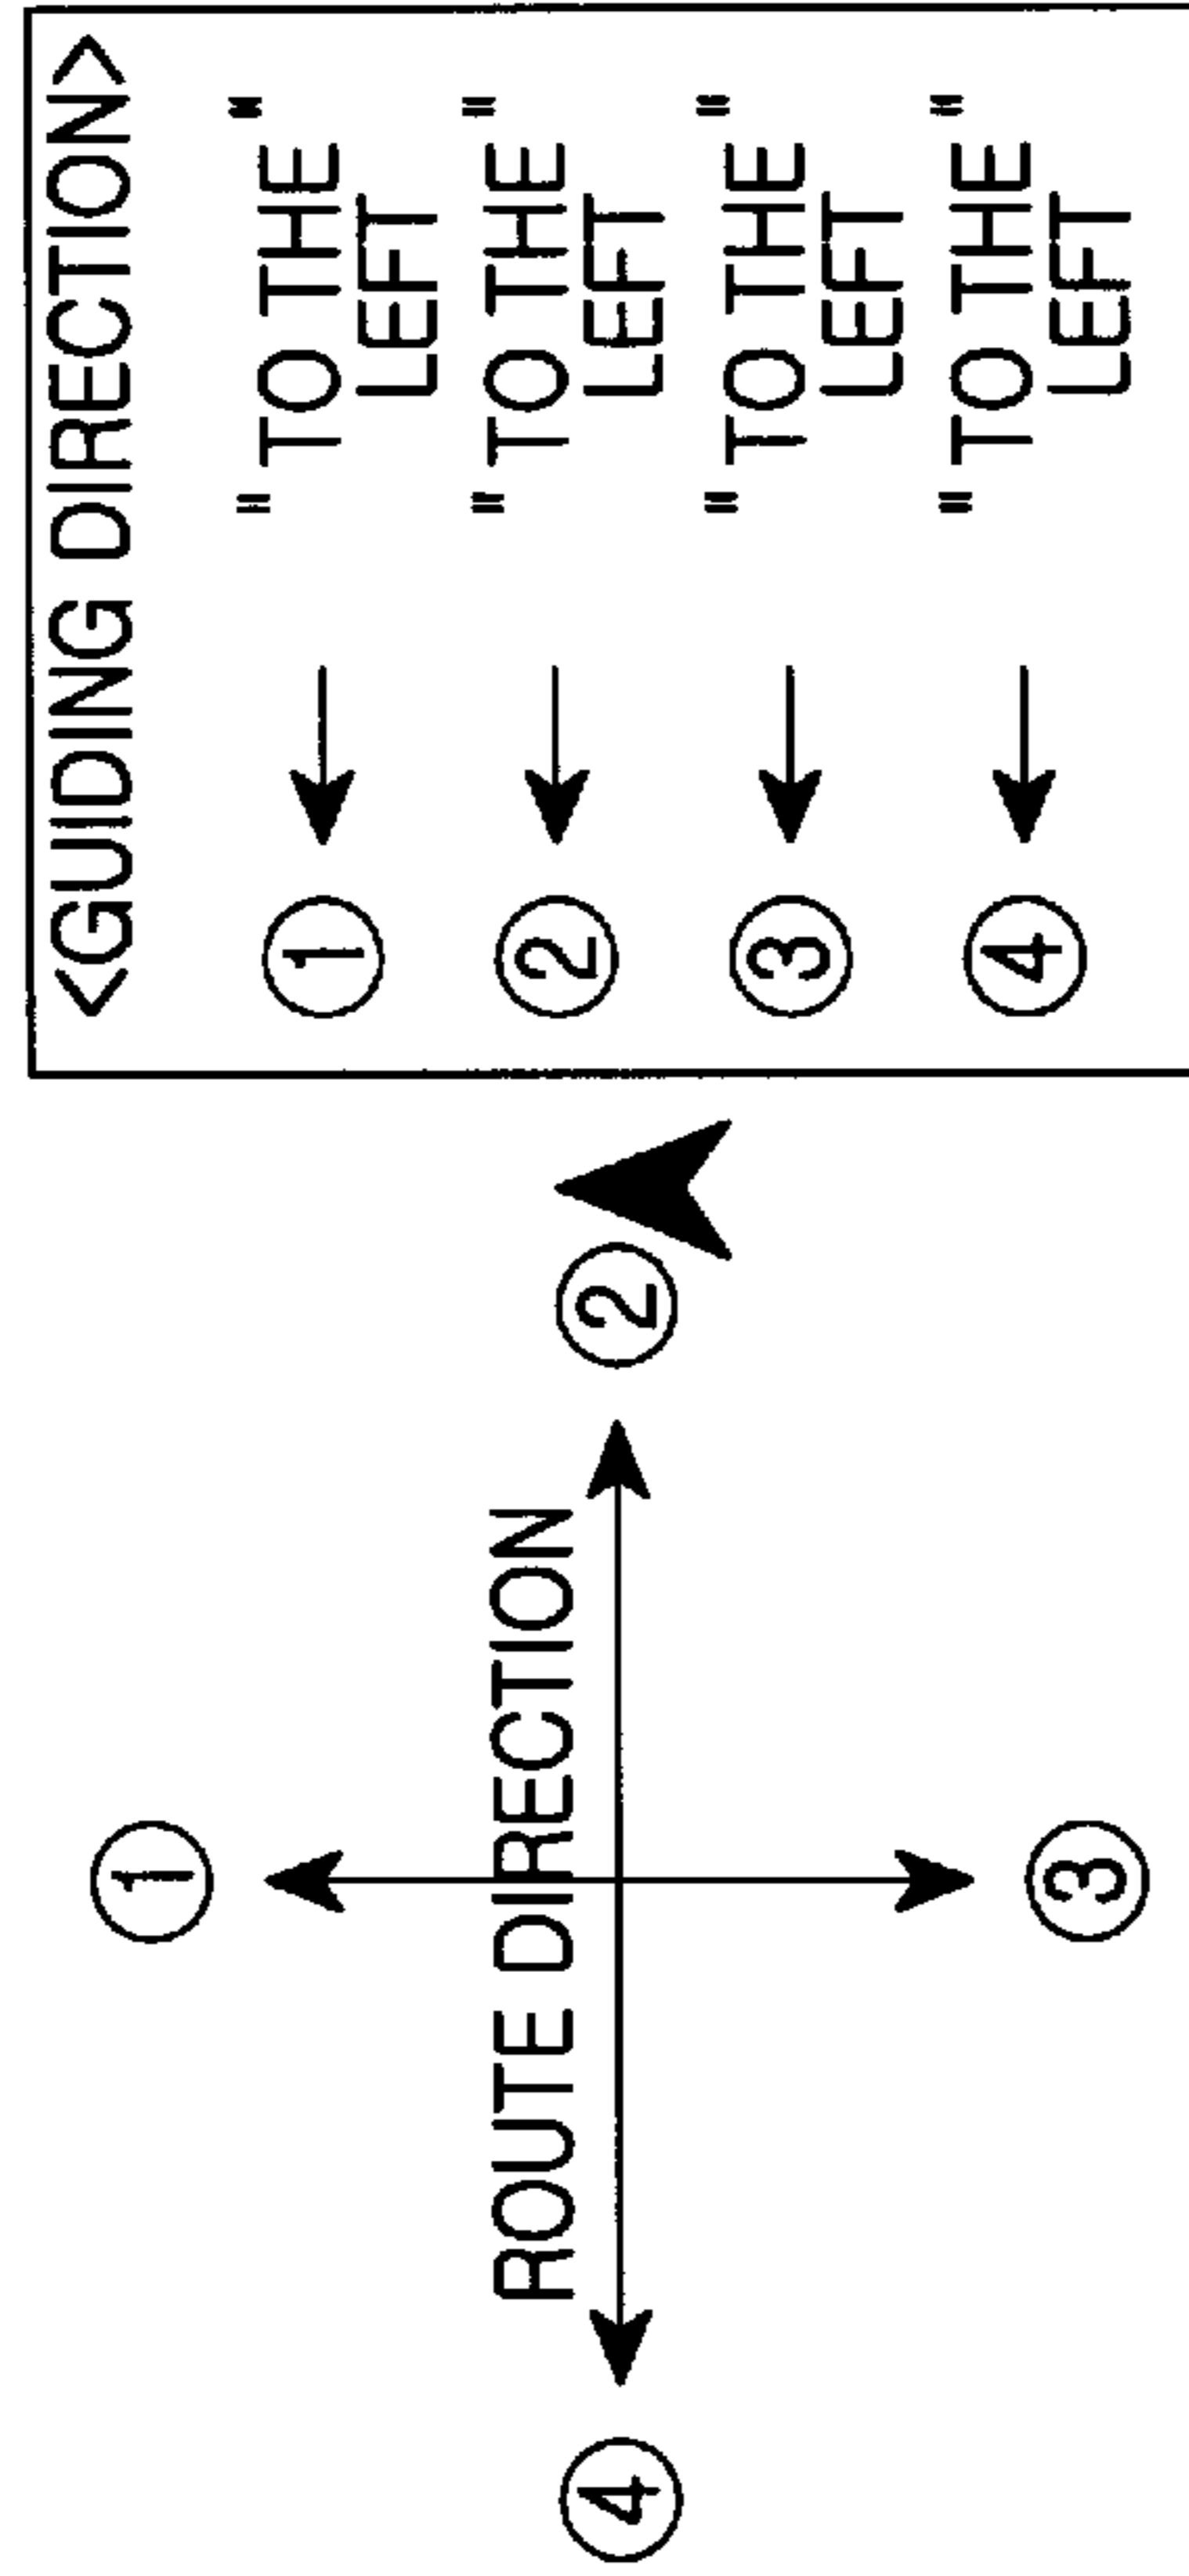 ①
ROUTE DIRECTION
④ ②
③
<GUIDING DIRECTION>
① "TO THE
LEFT"
② "TO THE
LEFT"
③ "TO THE
LEFT"
④ "TO THE
LEFT"